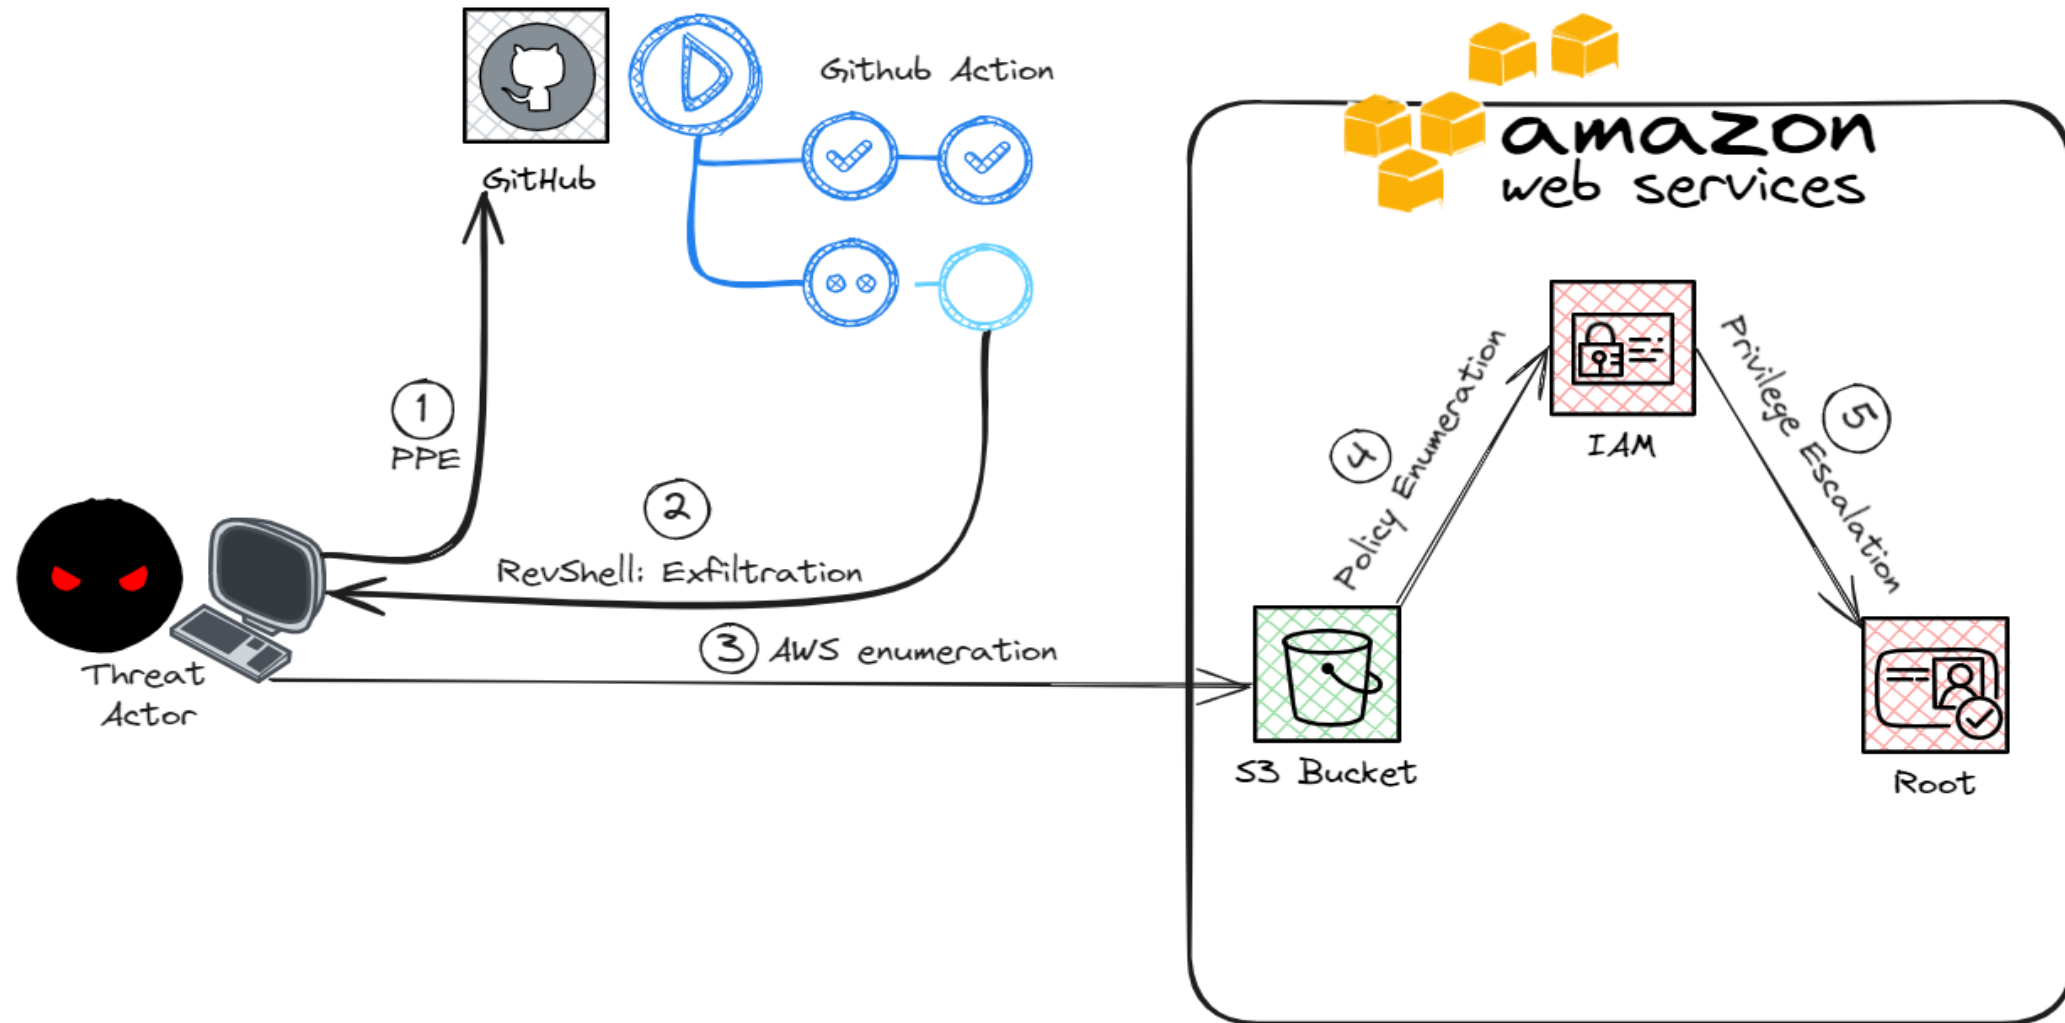 GitHub
Github Action
amazon
web services
1
PPE
2
RevShell: Exfiltration
3 AWS enumeration
Threat
Actor
S3 Bucket
4
Policy Enumeration
IAM
5
Privilege Escalation
Root